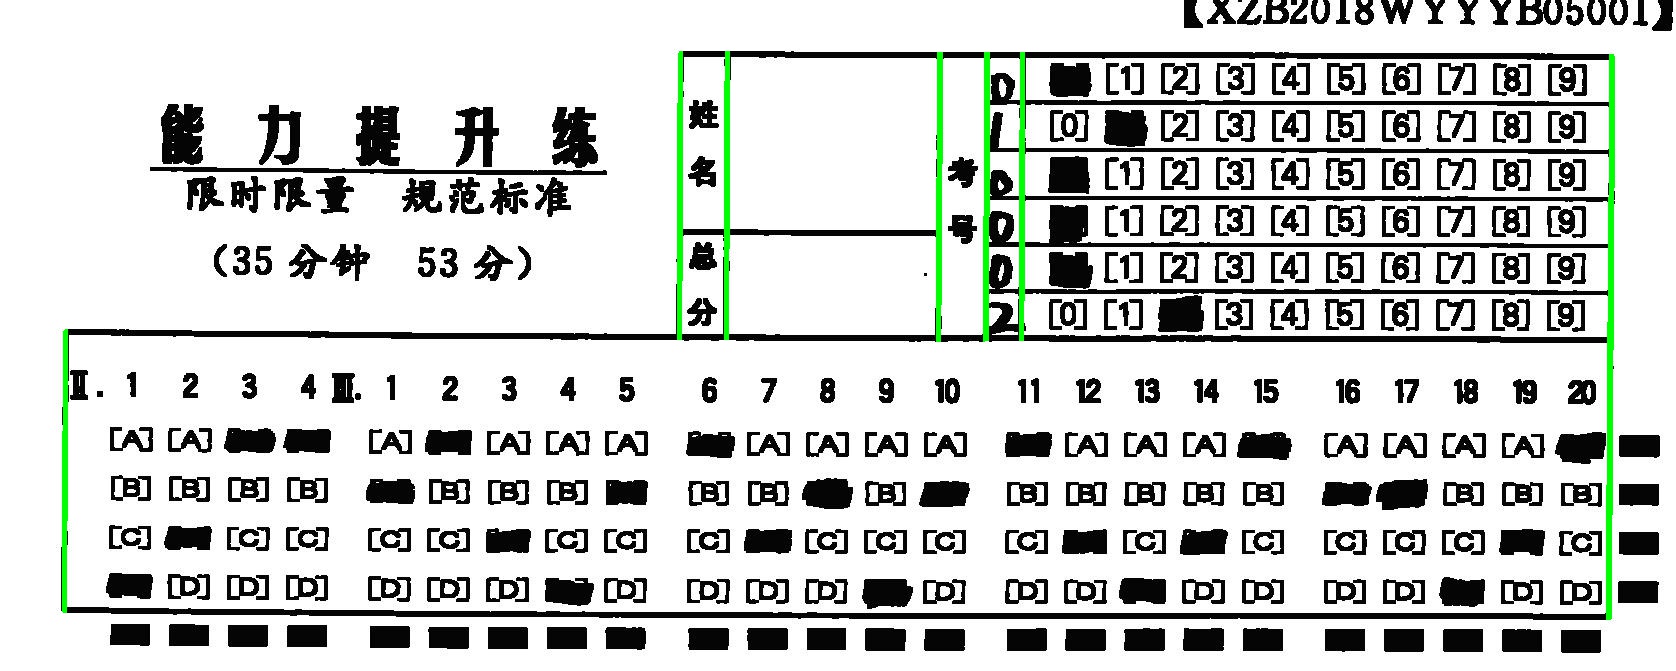 【XZB2018WYYYB05001】
能力提升练
限时限量 规范标准
(35分钟 53分)
姓名
总分
考号
0 [1] [2] [3] [4] [5] [6] [7] [8] [9]
1 [0] [2] [3] [4] [5] [6] [7] [8] [9]
0 [1] [2] [3] [4] [5] [6] [7] [8] [9]
0 [1] [2] [3] [4] [5] [6] [7] [8] [9]
0 [1] [2] [3] [4] [5] [6] [7] [8] [9]
2 [0] [1] [3] [4] [5] [6] [7] [8] [9]
Ⅱ. 1 2 3 4 Ⅲ. 1 2 3 4 5 6 7 8 9 10 11 12 13 14 15 16 17 18 19 20
[A] [A] [A] [A] [A] [A] [A] [A] [A] [A] [A] [A] [A] [A] [A] [A] [A]
[B] [B] [B] [B] [B] [B] [B] [B] [B] [B] [B] [B] [B] [B] [B] [B] [B] [B]
[C] [C] [C] [C] [C] [C] [C] [C] [C] [C] [C] [C] [C] [C] [C] [C] [C] [C]
[D] [D] [D] [D] [D] [D] [D] [D] [D] [D] [D] [D] [D] [D] [D] [D] [D] [D] [D]